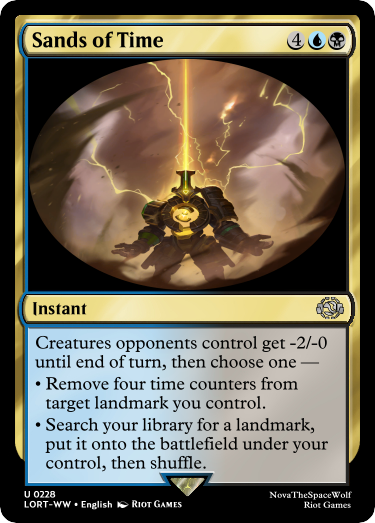 Sands of Time 4
Instant
Creatures opponents control get -2/-0
until end of turn, then choose one —
• Remove four time counters from
target landmark you control.
• Search your library for a landmark,
put it onto the battlefield under your
control, then shuffle.
U 0228
LORT-WW • English Riot Games
NovaTheSpaceWolf
Riot Games